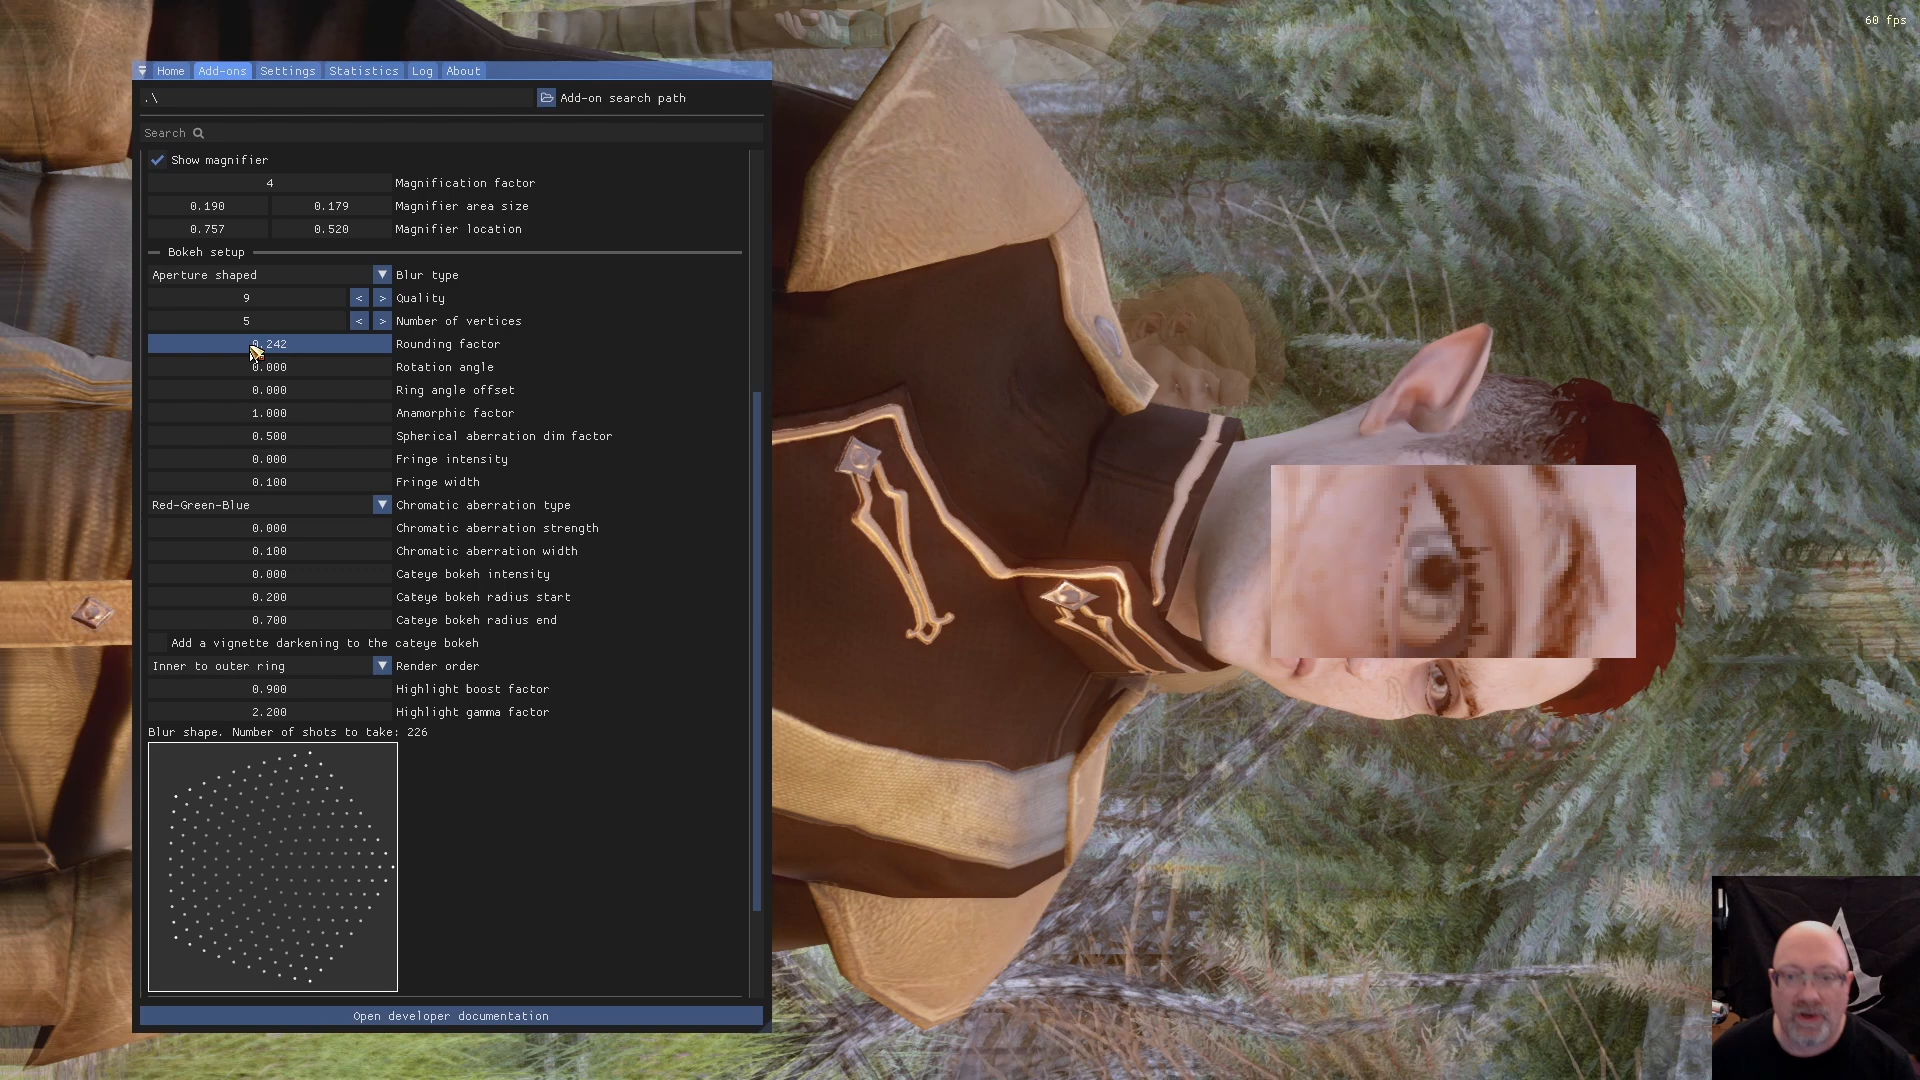 60 fps
Home Add-ons Settings Statistics Log About
.\ Add-on search path
Search
Show magnifier
4 Magnification factor
0.190 0.179 Magnifier area size
0.757 0.520 Magnifier location
Bokeh setup
Aperture shaped Blur type
9 < > Quality
5 < > Number of vertices
0.242 Rounding factor
0.000 Rotation angle
0.000 Ring angle offset
1.000 Anamorphic factor
0.500 Spherical aberration dim factor
0.000 Fringe intensity
0.100 Fringe width
Red-Green-Blue Chromatic aberration type
0.000 Chromatic aberration strength
0.100 Chromatic aberration width
0.000 Cateye bokeh intensity
0.200 Cateye bokeh radius start
0.700 Cateye bokeh radius end
Add a vignette darkening to the cateye bokeh
Inner to outer ring Render order
0.900 Highlight boost factor
2.200 Highlight gamma factor
Blur shape. Number of shots to take: 226
Open developer documentation